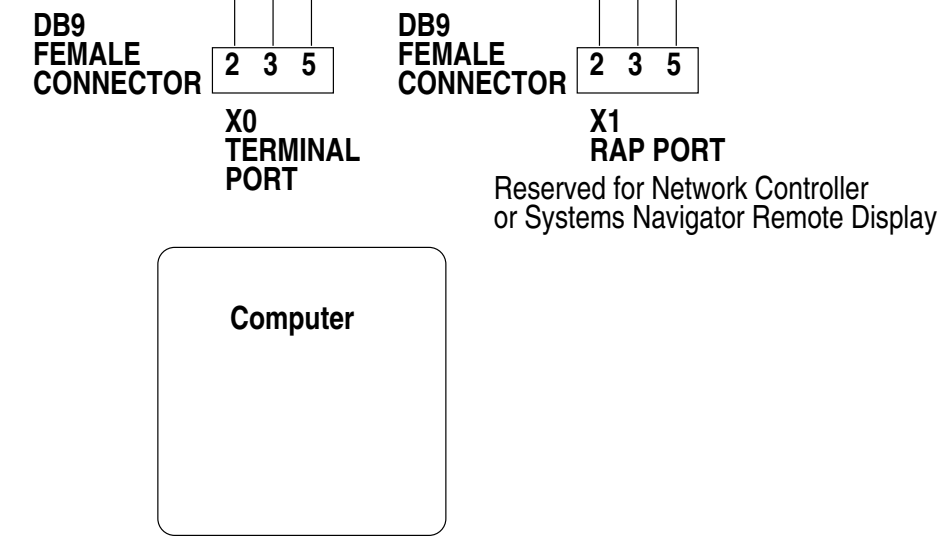 DB9
FEMALE
CONNECTOR
2 3 5
X0
TERMINAL
PORT
DB9
FEMALE
CONNECTOR
2 3 5
X1
RAP PORT
Reserved for Network Controller
or Systems Navigator Remote Display
Computer